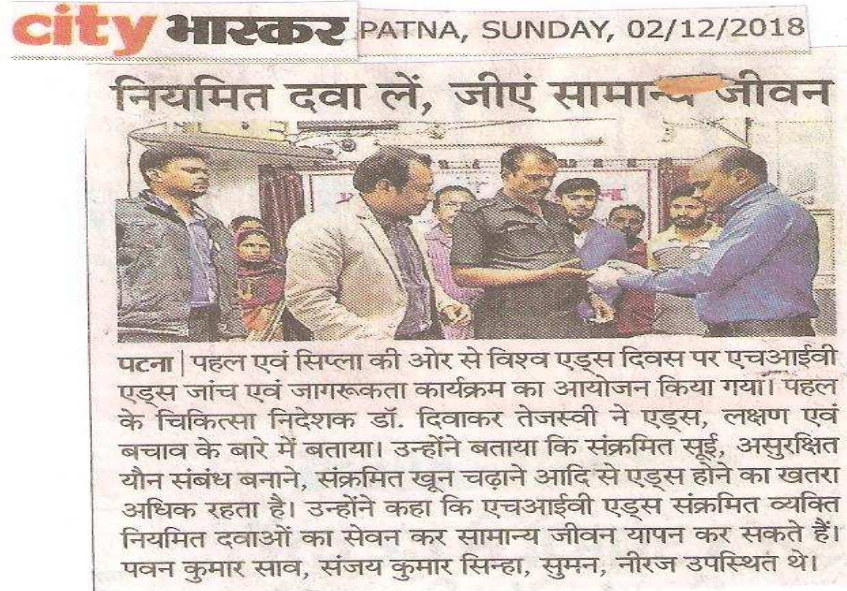 city भास्कर PATNA, SUNDAY, 02/12/2018
नियमित दवा लें, जीएं सामान्य जीवन
पटना | पहल एवं सिप्ला की ओर से विश्व एड्स दिवस पर एचआईवी
एड्स जांच एवं जागरूकता कार्यक्रम का आयोजन किया गया। पहल
के चिकित्सा निदेशक डॉ. दिवाकर तेजस्वी ने एड्स, लक्षण एवं
बचाव के बारे में बताया। उन्होंने बताया कि संक्रमित सूई, असुरक्षित
यौन संबंध बनाने, संक्रमित खून चढ़ाने आदि से एड्स होने का खतरा
अधिक रहता है। उन्होंने कहा कि एचआईवी एड्स संक्रमित व्यक्ति
नियमित दवाओं का सेवन कर सामान्य जीवन यापन कर सकते हैं।
पवन कुमार साव, संजय कुमार सिन्हा, सुमन, नीरज उपस्थित थे।